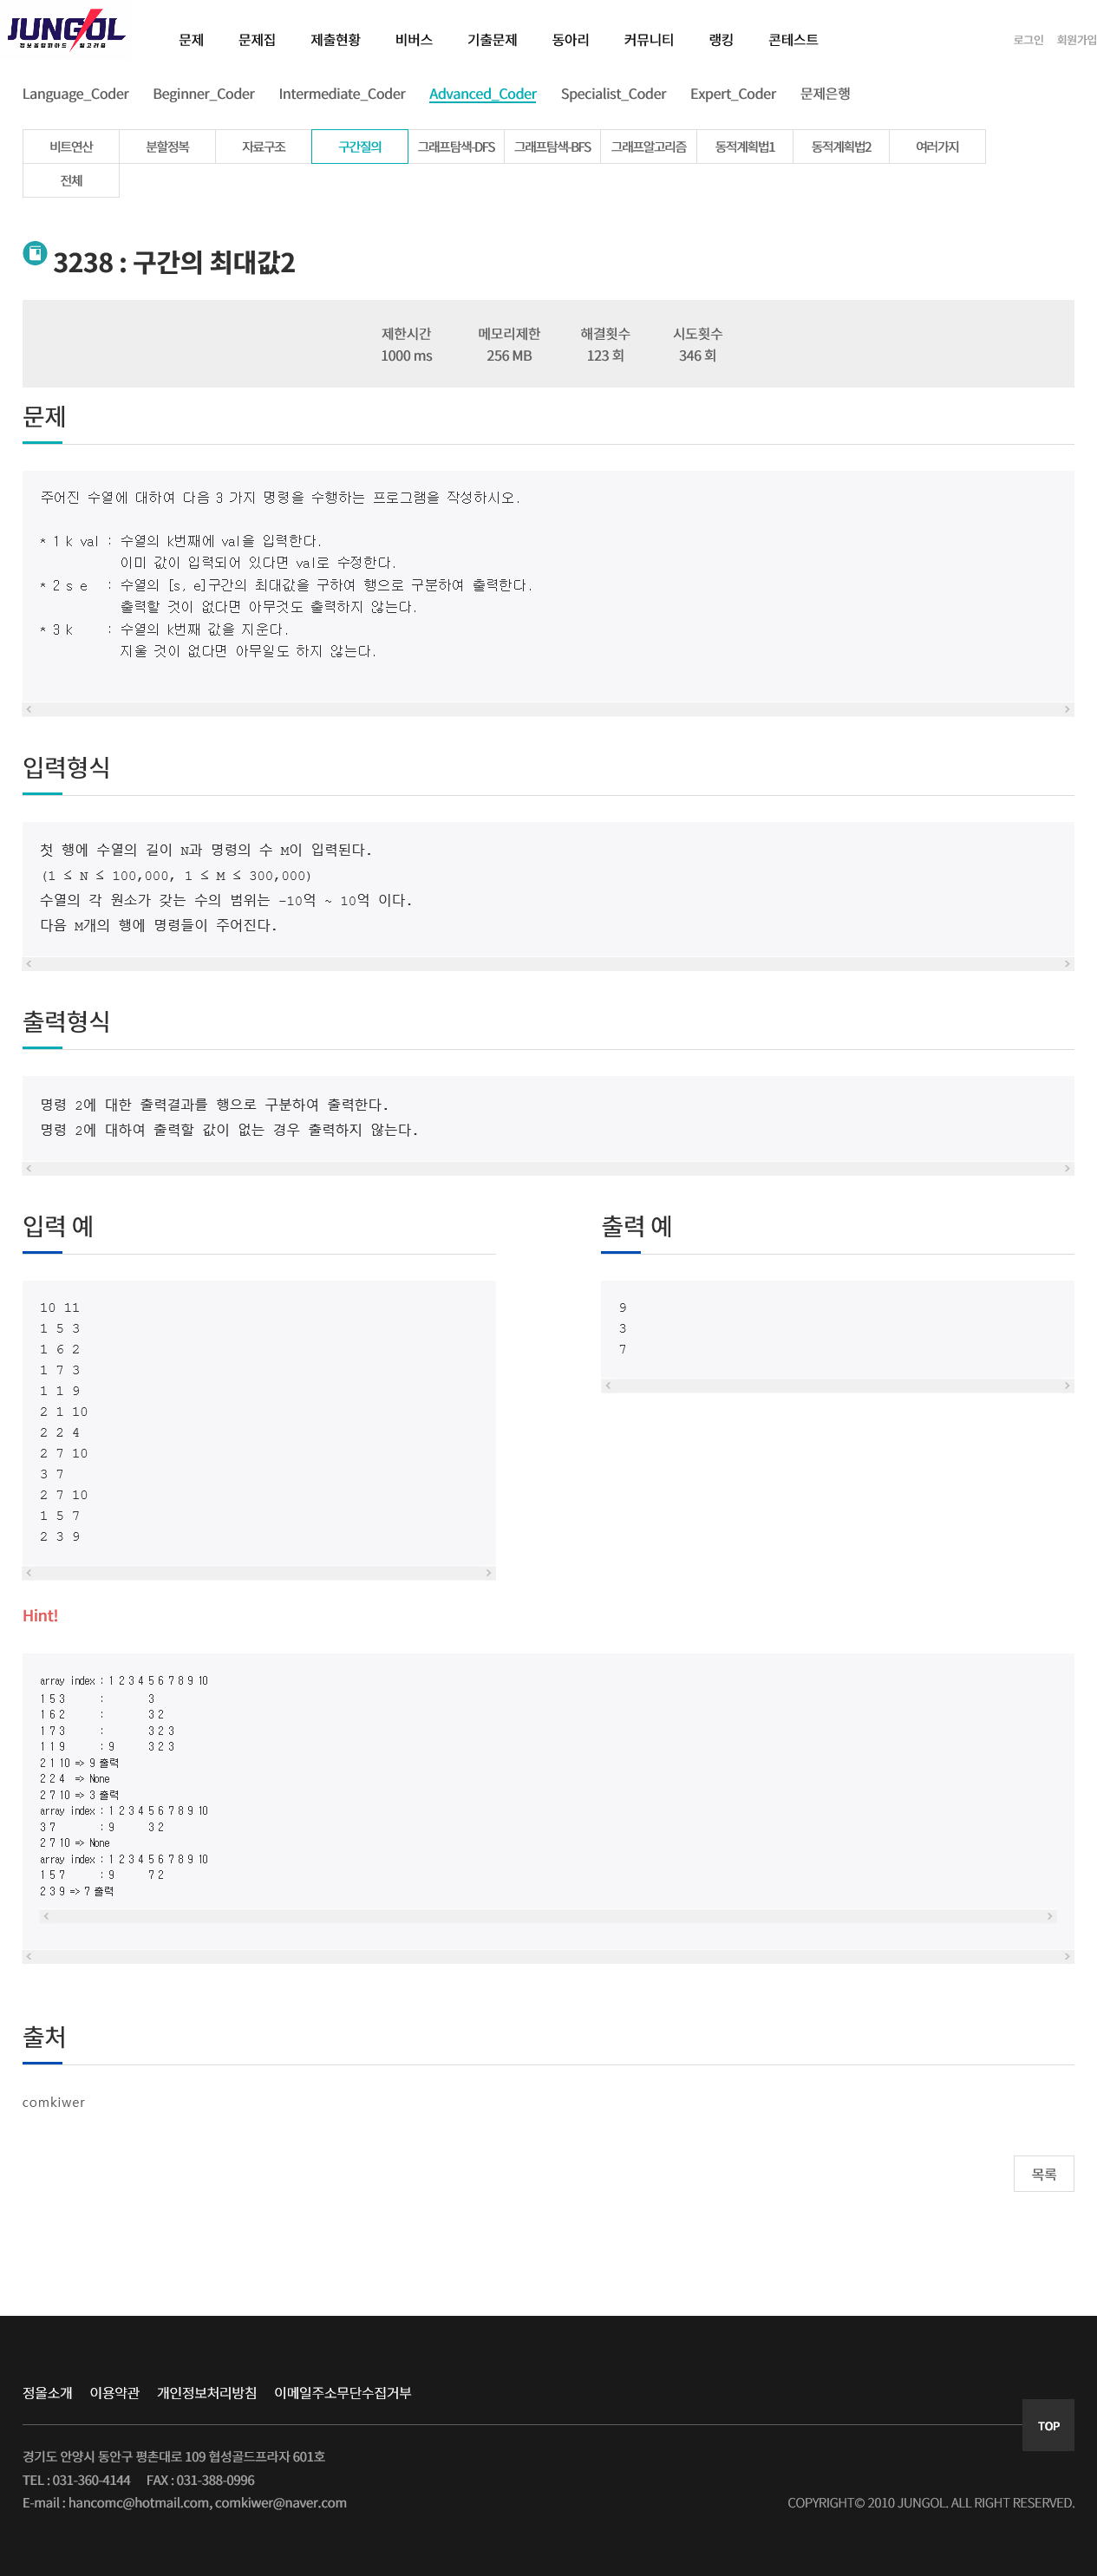 JUNGOL
정보올림피아드 & 알고리즘
문제 문제집 제출현황 비버스 기출문제 동아리 커뮤니티 랭킹 콘테스트 로그인 회원가입
Language_Coder Beginner_Coder Intermediate_Coder Advanced_Coder Specialist_Coder Expert_Coder 문제은행
비트연산 분할정복 자료구조 구간질의 그래프탐색-DFS 그래프탐색-BFS 그래프알고리즘 동적계획법1 동적계획법2 여러가지
전체
3238 : 구간의 최대값2
제한시간 메모리제한 해결횟수 시도횟수
1000 ms 256 MB 123 회 346 회
문제
주어진 수열에 대하여 다음 3 가지 명령을 수행하는 프로그램을 작성하시오.
* 1 k val : 수열의 k번째에 val을 입력한다.
이미 값이 입력되어 있다면 val로 수정한다.
* 2 s e : 수열의 [s, e]구간의 최대값을 구하여 행으로 구분하여 출력한다.
출력할 것이 없다면 아무것도 출력하지 않는다.
* 3 k : 수열의 k번째 값을 지운다.
지울 것이 없다면 아무일도 하지 않는다.
입력형식
첫 행에 수열의 길이 N과 명령의 수 M이 입력된다.
(1 ≤ N ≤ 100,000, 1 ≤ M ≤ 300,000)
수열의 각 원소가 갖는 수의 범위는 -10억 ~ 10억 이다.
다음 M개의 행에 명령들이 주어진다.
출력형식
명령 2에 대한 출력결과를 행으로 구분하여 출력한다.
명령 2에 대하여 출력할 값이 없는 경우 출력하지 않는다.
입력 예
10 11
1 5 3
1 6 2
1 7 3
1 1 9
2 1 10
2 2 4
2 7 10
3 7
2 7 10
1 5 7
2 3 9
출력 예
9
3
7
Hint!
array index : 1 2 3 4 5 6 7 8 9 10
1 5 3 : 3
1 6 2 : 3 2
1 7 3 : 3 2 3
1 1 9 : 9 3 2 3
2 1 10 => 9 출력
2 2 4 => None
2 7 10 => 3 출력
array index : 1 2 3 4 5 6 7 8 9 10
3 7 : 9 3 2
2 7 10 => None
array index : 1 2 3 4 5 6 7 8 9 10
1 5 7 : 9 7 2
2 3 9 => 7 출력
출처
comkiwer
목록
정올소개 이용약관 개인정보처리방침 이메일주소무단수집거부
TOP
경기도 안양시 동안구 평촌대로 109 협성골드프라자 601호
TEL : 031-360-4144 FAX : 031-388-0996
E-mail : hancomc@hotmail.com, comkiwer@naver.com
COPYRIGHT© 2010 JUNGOL. ALL RIGHT RESERVED.